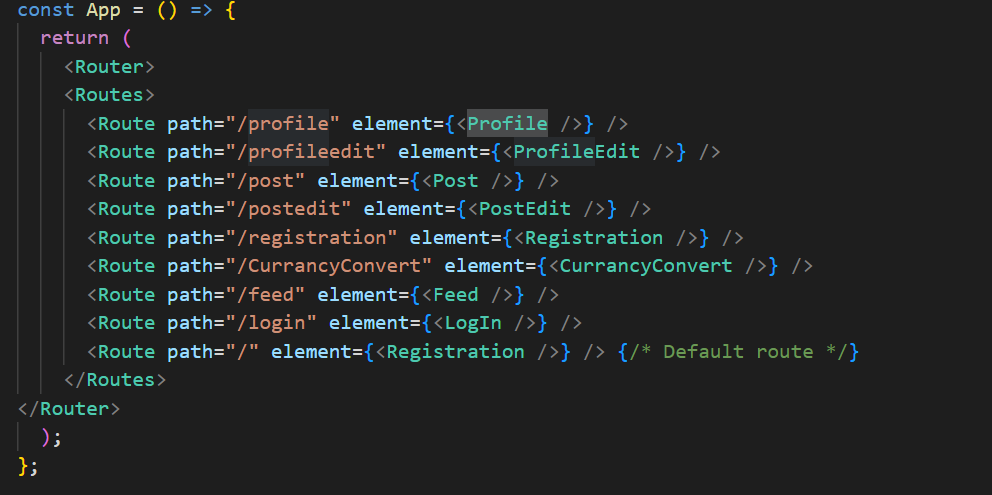 const App = () => {
return (
<Router>
<Routes>
<Route path="/profile" element={<Profile />} />
<Route path="/profileedit" element={<ProfileEdit />} />
<Route path="/post" element={<Post />} />
<Route path="/postedit" element={<PostEdit />} />
<Route path="/registration" element={<Registration />} />
<Route path="/CurrancyConvert" element={<CurrancyConvert />} />
<Route path="/feed" element={<Feed />} />
<Route path="/login" element={<LogIn />} />
<Route path="/" element={<Registration />} /> {/* Default route */}
</Routes>
</Router>
);
};